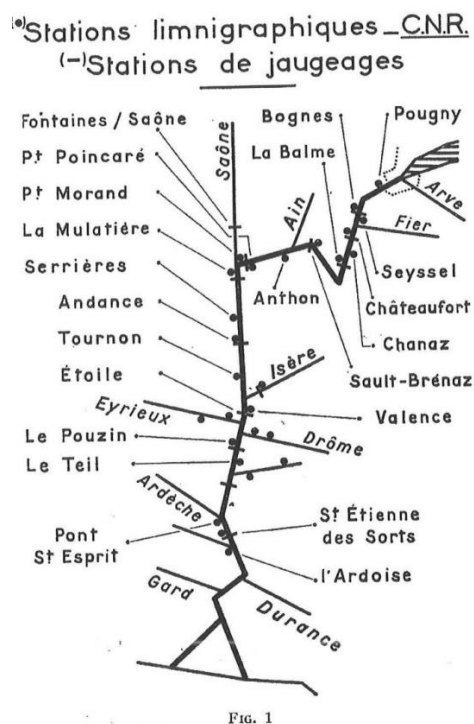 (•)Stations limnigraphiques _ C.N.R.
(-)Stations de jaugeages
Fontaines / Saône
Pt Poincaré
Pt Morand
La Mulatière
Serrières
Andance
Tournon
Étoile
Eyrieux
Le Pouzin
Le Teil
Ardèche
Pont
St Esprit
Gard
Saône
Bognes
Pougny
La Balme
Ain
Arve
Fier
Seyssel
Anthon
Châteaufort
Chanaz
Sault-Brénaz
Isère
Valence
Drôme
St Étienne
des Sorts
l'Ardoise
Durance
FIG. 1